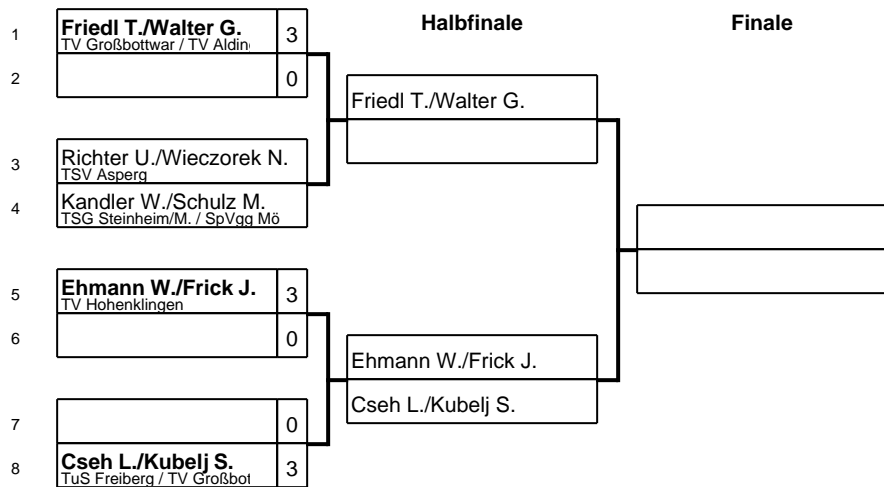 Halbfinale
Finale
1
Friedl T./Walter G.
3
TV Großbottwar / TV Alding
2
0
Friedl T./Walter G.
3
Richter U./Wieczorek N.
TSV Asperg
4
Kandler W./Schulz M.
TSG Steinheim/M. / SpVgg Mö
5
Ehmann W./Frick J.
3
TV Hohenklingen
6
0
Ehmann W./Frick J.
Cseh L./Kubelj S.
7
0
8
Cseh L./Kubelj S.
3
TuS Freiberg / TV Großbot